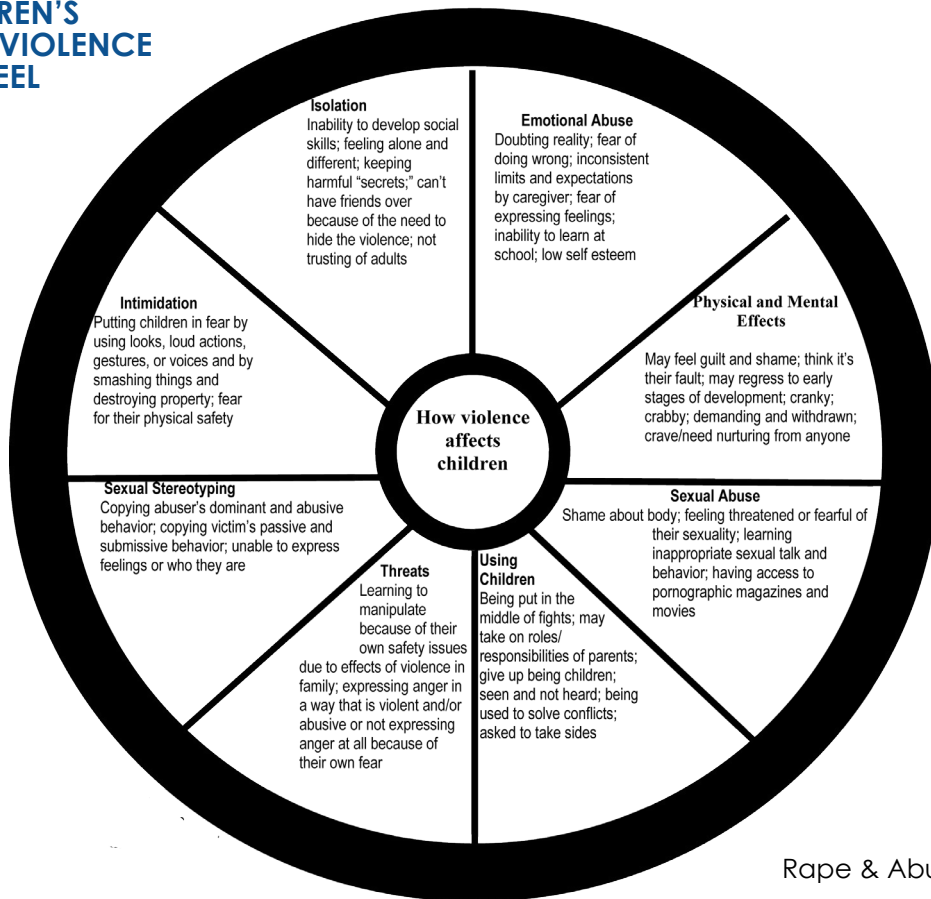 REN'S
VIOLENCE
EEL
Isolation
Inability to develop social
skills; feeling alone and
different; keeping
harmful “secrets;” can’t
have friends over
because of the need to
hide the violence; not
trusting of adults
Emotional Abuse
Doubting reality; fear of
doing wrong; inconsistent
limits and expectations
by caregiver; fear of
expressing feelings;
inability to learn at
school; low self esteem
Physical and Mental
Effects
May feel guilt and shame; think it’s
their fault; may regress to early
stages of development; cranky;
crabby; demanding and withdrawn;
crave/need nurturing from anyone
Sexual Abuse
Shame about body; feeling threatened or fearful of
their sexuality; learning
inappropriate sexual talk and
behavior; having access to
pornographic magazines and
movies
Using
Children
Being put in the
middle of fights; may
take on roles/
responsibilities of parents;
give up being children;
seen and not heard; being
used to solve conflicts;
asked to take sides
Threats
Learning to
manipulate
because of their
own safety issues
due to effects of violence in
family; expressing anger in
a way that is violent and/or
abusive or not expressing
anger at all because of
their own fear
Sexual Stereotyping
Copying abuser’s dominant and abusive
behavior; copying victim’s passive and
submissive behavior; unable to express
feelings or who they are
Intimidation
Putting children in fear by
using looks, loud actions,
gestures, or voices and by
smashing things and
destroying property; fear
for their physical safety
How violence
affects
children
Rape & Abu